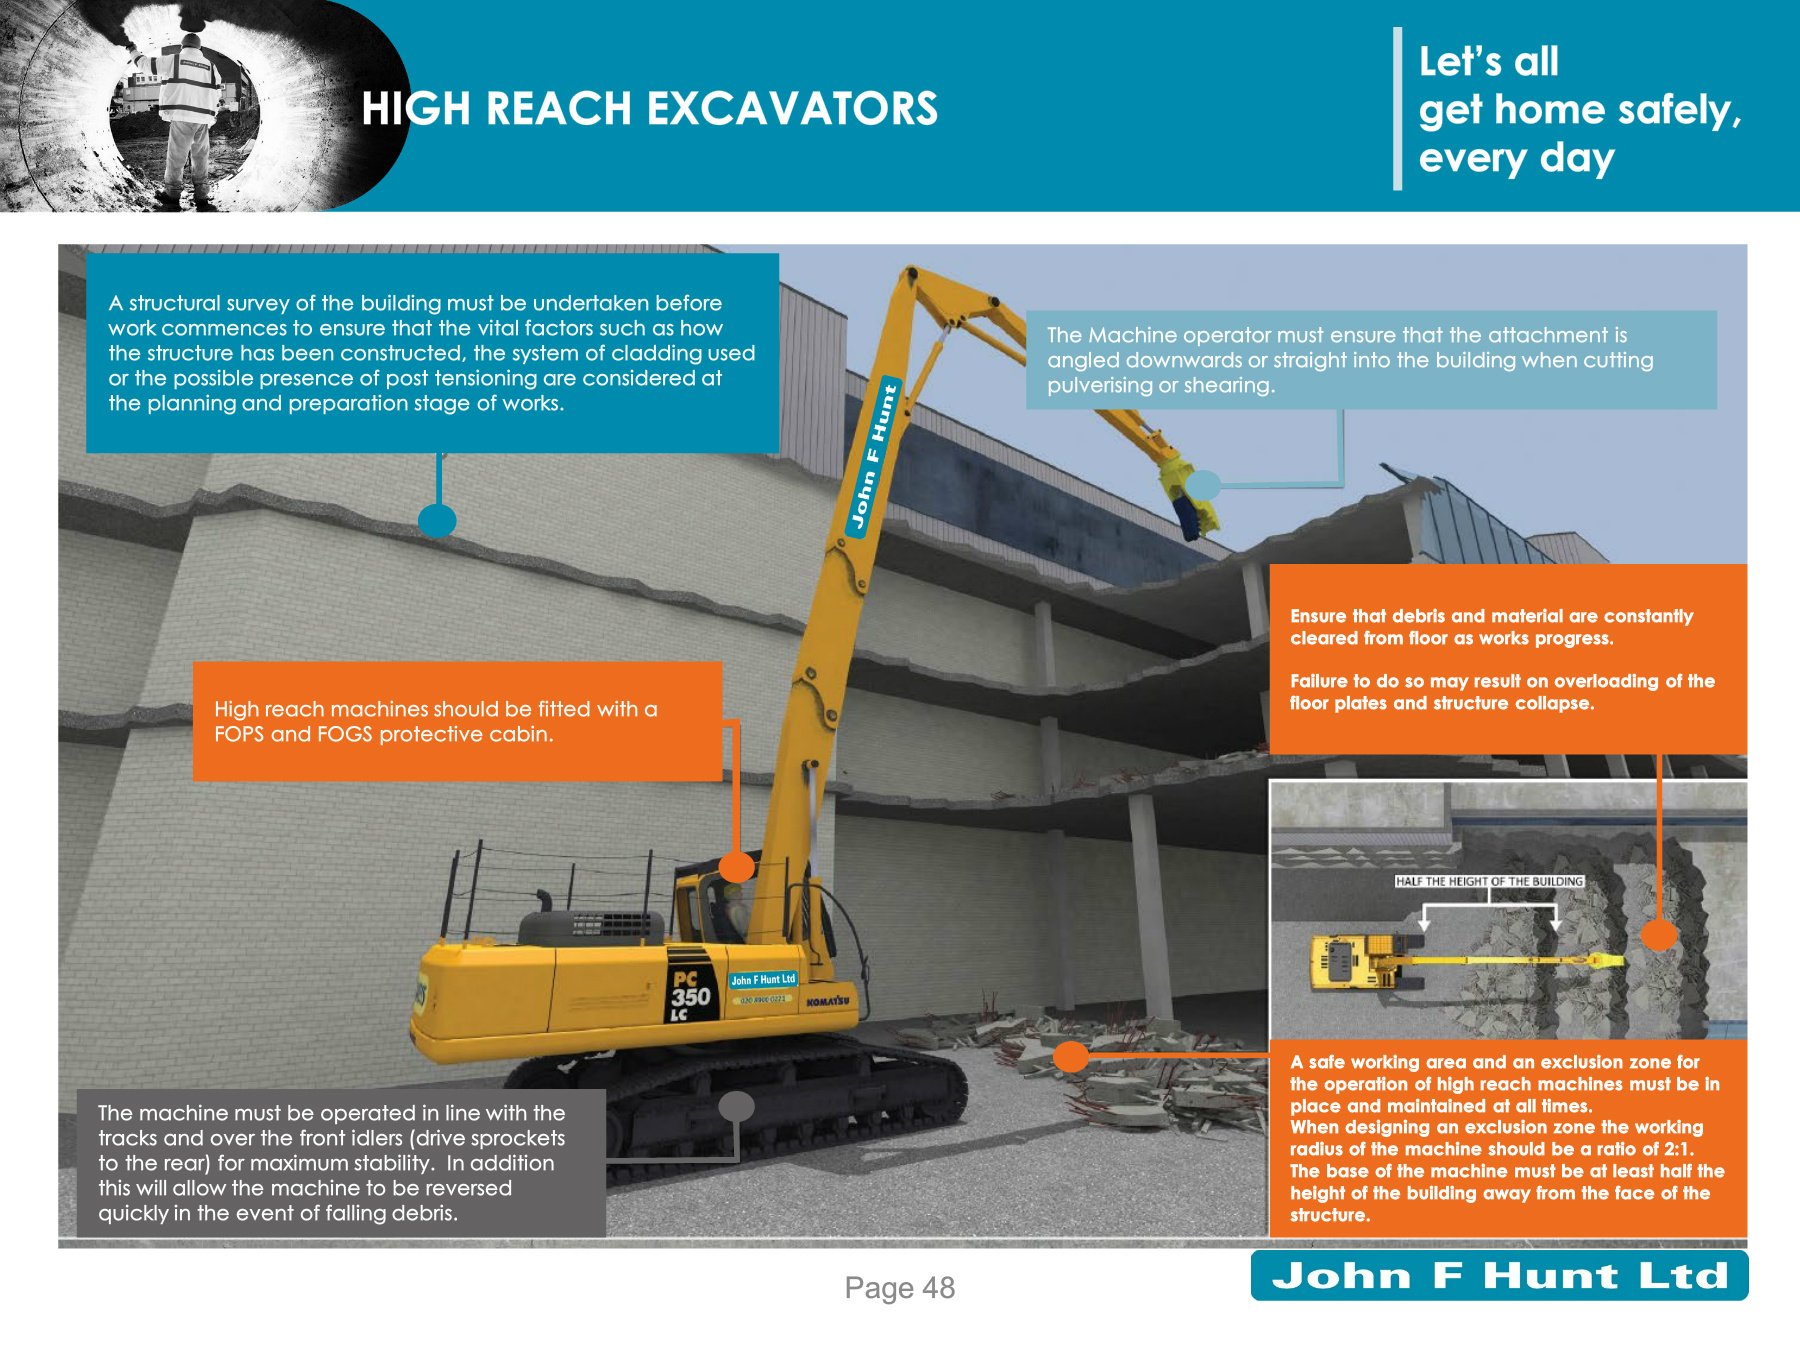 HIGH REACH EXCAVATORS
Let's all
get home safely,
every day
A structural survey of the building must be undertaken before
work commences to ensure that the vital factors such as how
the structure has been constructed, the system of cladding used
or the possible presence of post tensioning are considered at
the planning and preparation stage of works.
The Machine operator must ensure that the attachment is
angled downwards or straight into the building when cutting
pulverising or shearing.
John F Hunt
Ensure that debris and material are constantly
cleared from floor as works progress.
Failure to do so may result on overloading of the
floor plates and structure collapse.
High reach machines should be fitted with a
FOPS and FOGS protective cabin.
HALF THE HEIGHT OF THE BUILDING
PC
350
LC
John F Hunt Ltd
KOMATSU
A safe working area and an exclusion zone for
the operation of high reach machines must be in
place and maintained at all times.
When designing an exclusion zone the working
radius of the machine should be a ratio of 2:1.
The base of the machine must be at least half the
height of the building away from the face of the
structure.
The machine must be operated in line with the
tracks and over the front idlers (drive sprockets
to the rear) for maximum stability.  In addition
this will allow the machine to be reversed
quickly in the event of falling debris.
Page 48
John F Hunt Ltd